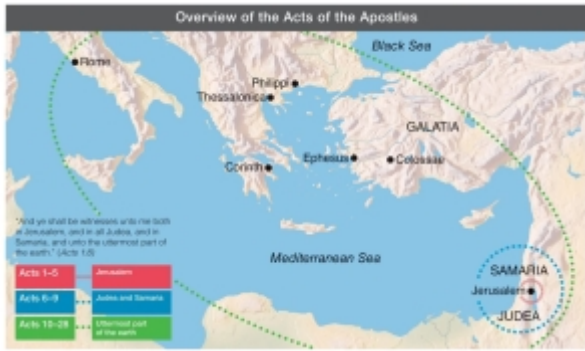 Overview of the Acts of the Apostles
Black Sea
Rome
Philippi
Thessalonica
GALATIA
Ephesus
Colossae
Corinth
"And ye shall be witnesses unto me both
in Jerusalem, and in all Judea, and in
Samaria, and unto the uttermost part of
the earth." (Acts 1:8)
Mediterranean Sea
SAMARIA
Jerusalem
JUDEA
Acts 1–5 Jerusalem
Acts 6–9 Judea and Samaria
Acts 10–28 Uttermost part
of the earth